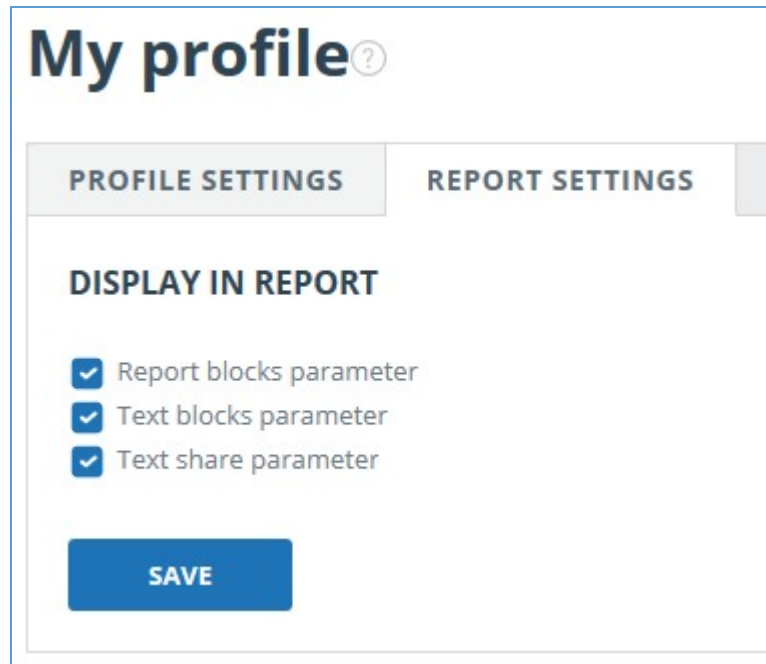 My profile
PROFILE SETTINGS REPORT SETTINGS
DISPLAY IN REPORT
Report blocks parameter
Text blocks parameter
Text share parameter
SAVE